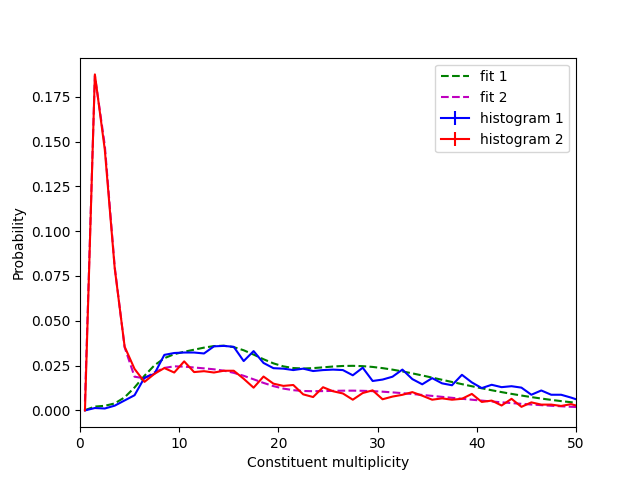 fit 1
fit 2
histogram 1
histogram 2
0.175
0.150
0.125
0.100
0.075
0.050
0.025
0.000
Probability
0 10 20 30 40 50
Constituent multiplicity